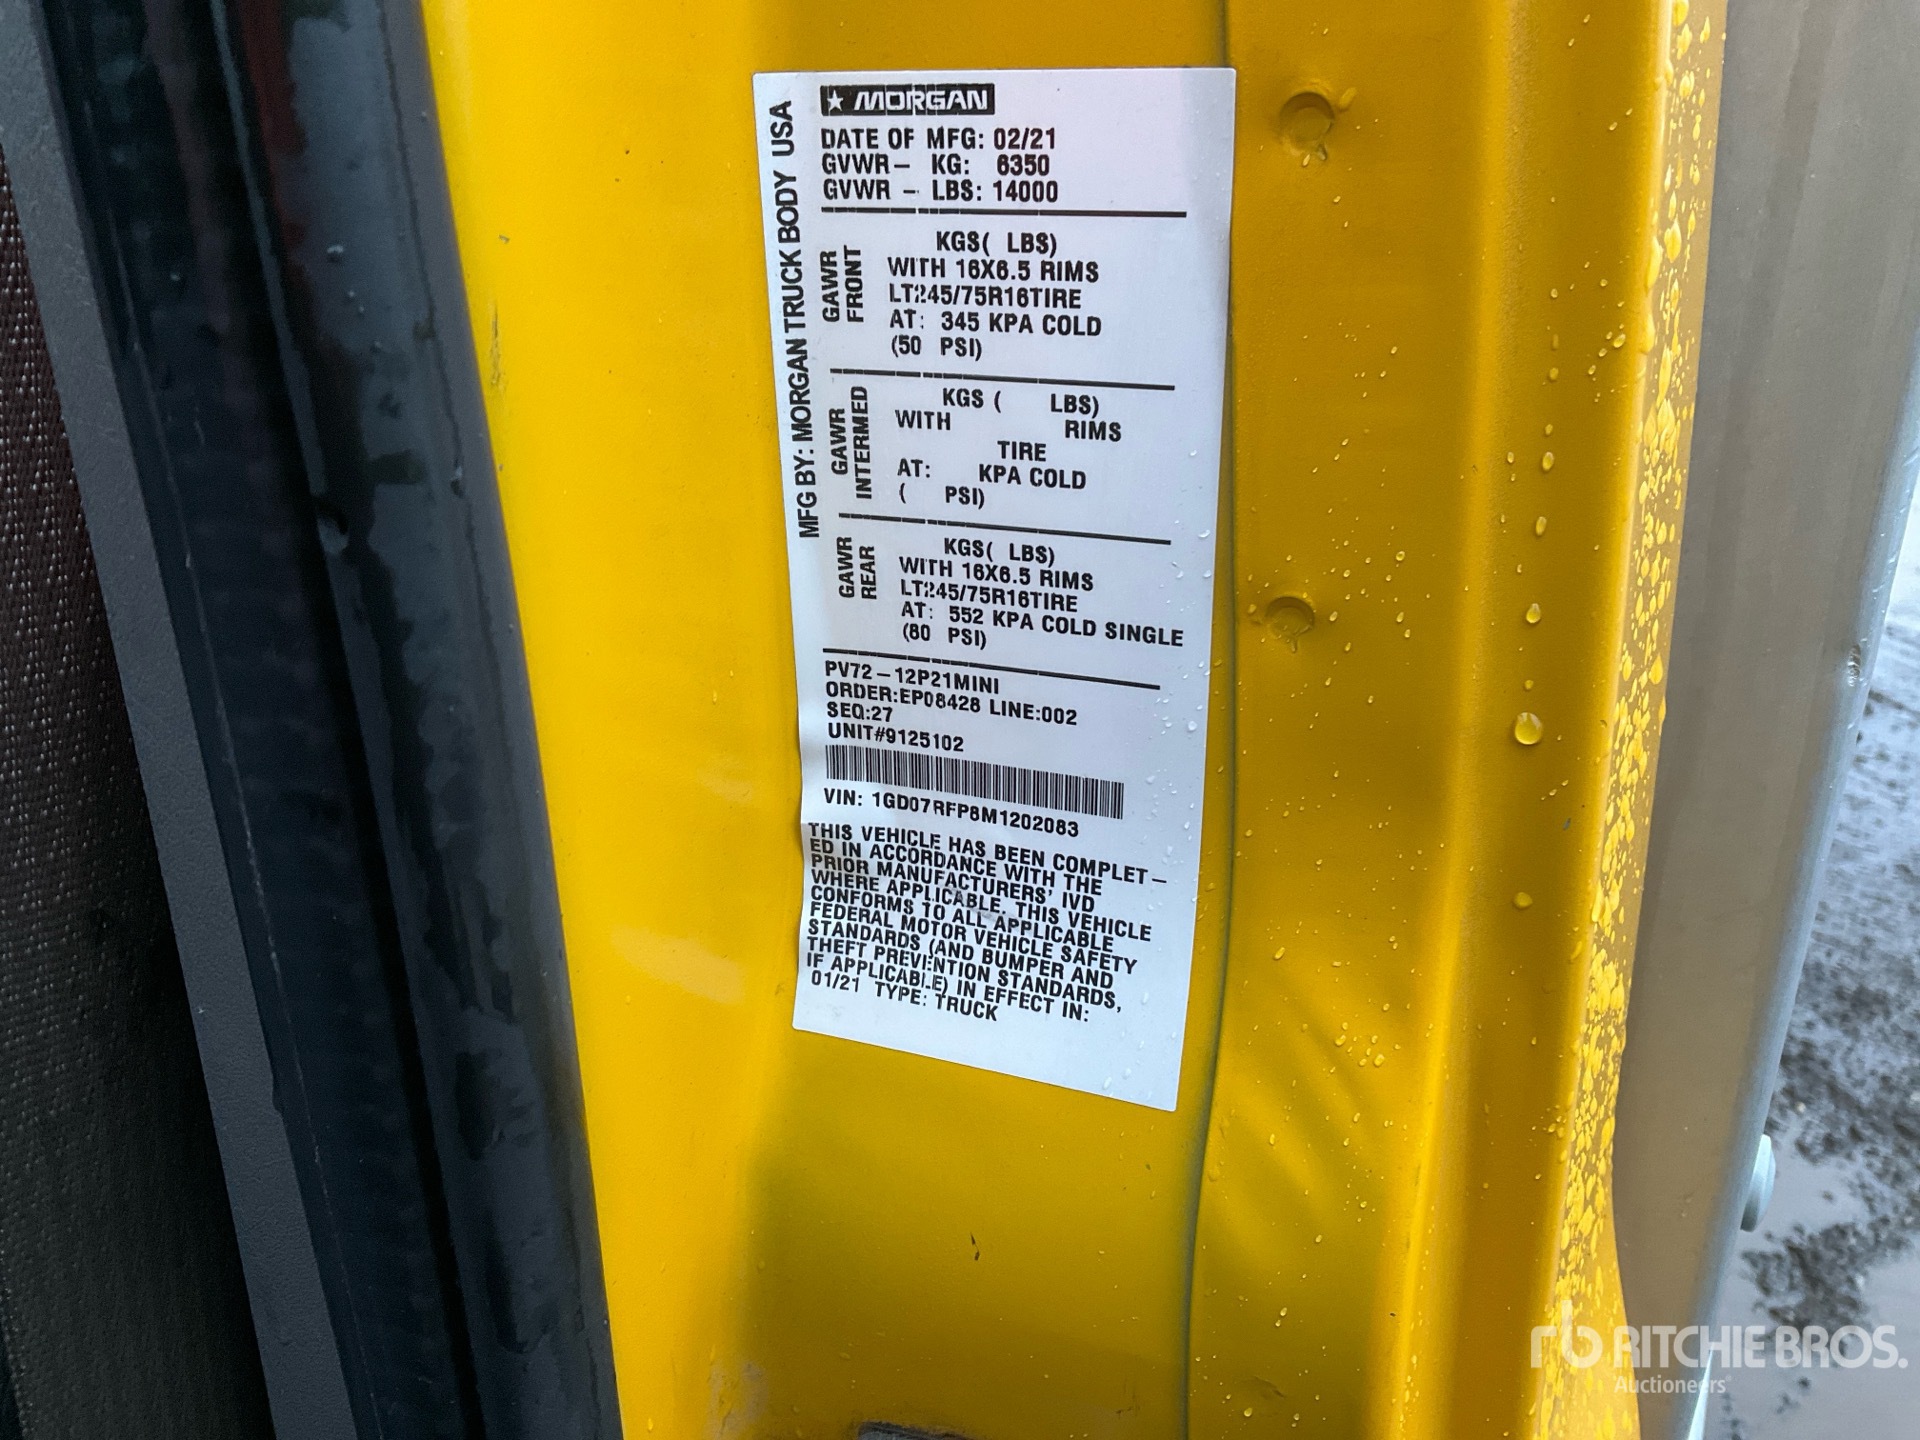 MORGAN
DATE OF MFG: 02/21
GVWR- KG: 6350
GVWR - LBS: 14000
MFG BY: MORGAN TRUCK BODY USA
GAWR FRONT
KGS( LBS)
WITH 16X6.5 RIMS
LT245/75R16TIRE
AT: 345 KPA COLD
(50 PSI)
GAWR INTERMED
KGS ( LBS)
WITH RIMS
TIRE
AT: KPA COLD
( PSI)
GAWR REAR
KGS( LBS)
WITH 16X6.5 RIMS
LT245/75R16TIRE
AT: 552 KPA COLD SINGLE
(80 PSI)
PV72-12P21MINI
ORDER:EP08428 LINE:002
SEQ:27
UNIT#9125102
VIN: 1GD07RFP8M1202083
THIS VEHICLE HAS BEEN COMPLET-
ED IN ACCORDANCE WITH THE
PRIOR MANUFACTURERS' IVD
WHERE APPLICABLE. THIS VEHICLE
CONFORMS TO ALL APPLICABLE
FEDERAL MOTOR VEHICLE SAFETY
STANDARDS (AND BUMPER AND
THEFT PREVENTION STANDARDS,
IF APPLICABLE) IN EFFECT IN:
01/21 TYPE: TRUCK
rb RITCHIE BROS.
Auctioneers